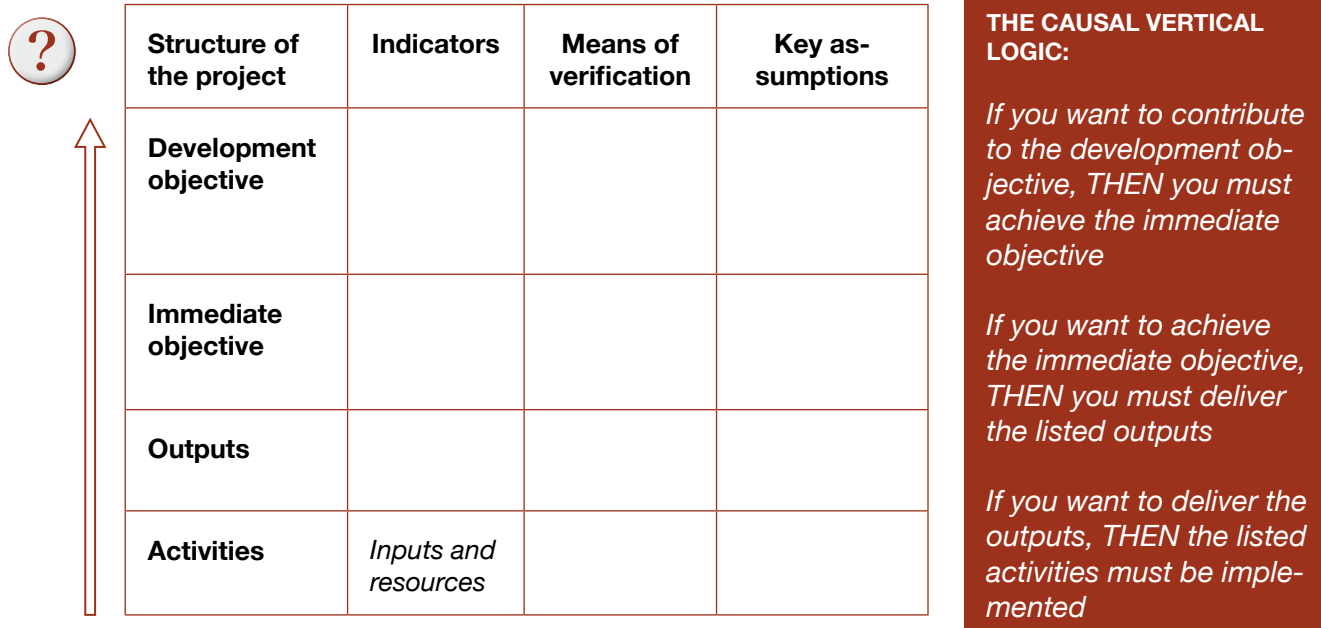 ?
Structure of
the project
Indicators
Means of
verification
Key as-
sumptions
Development
objective
Immediate
objective
Outputs
Activities
Inputs and
resources
THE CAUSAL VERTICAL
LOGIC:
If you want to contribute
to the development ob-
jective, THEN you must
achieve the immediate
objective
If you want to achieve
the immediate objective,
THEN you must deliver
the listed outputs
If you want to deliver the
outputs, THEN the listed
activities must be imple-
mented